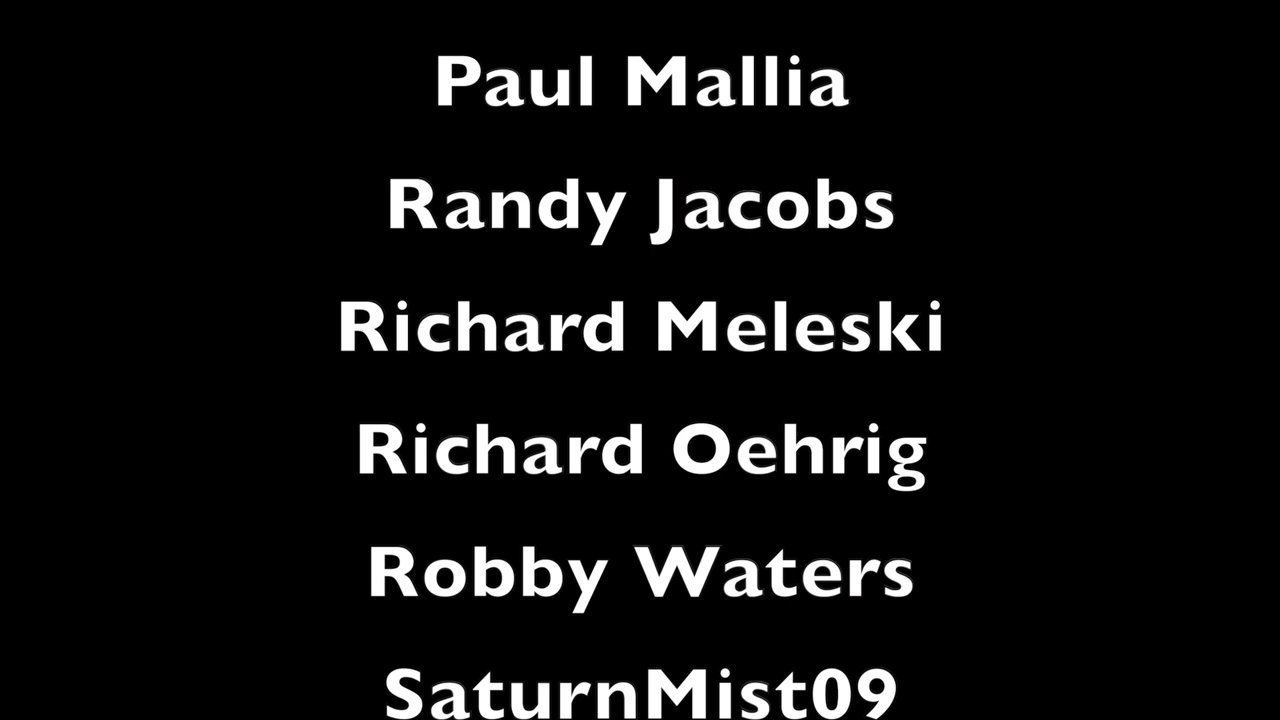 Paul Mallia
Randy Jacobs
Richard Meleski
Richard Oehrig
Robby Waters
SaturnMist09